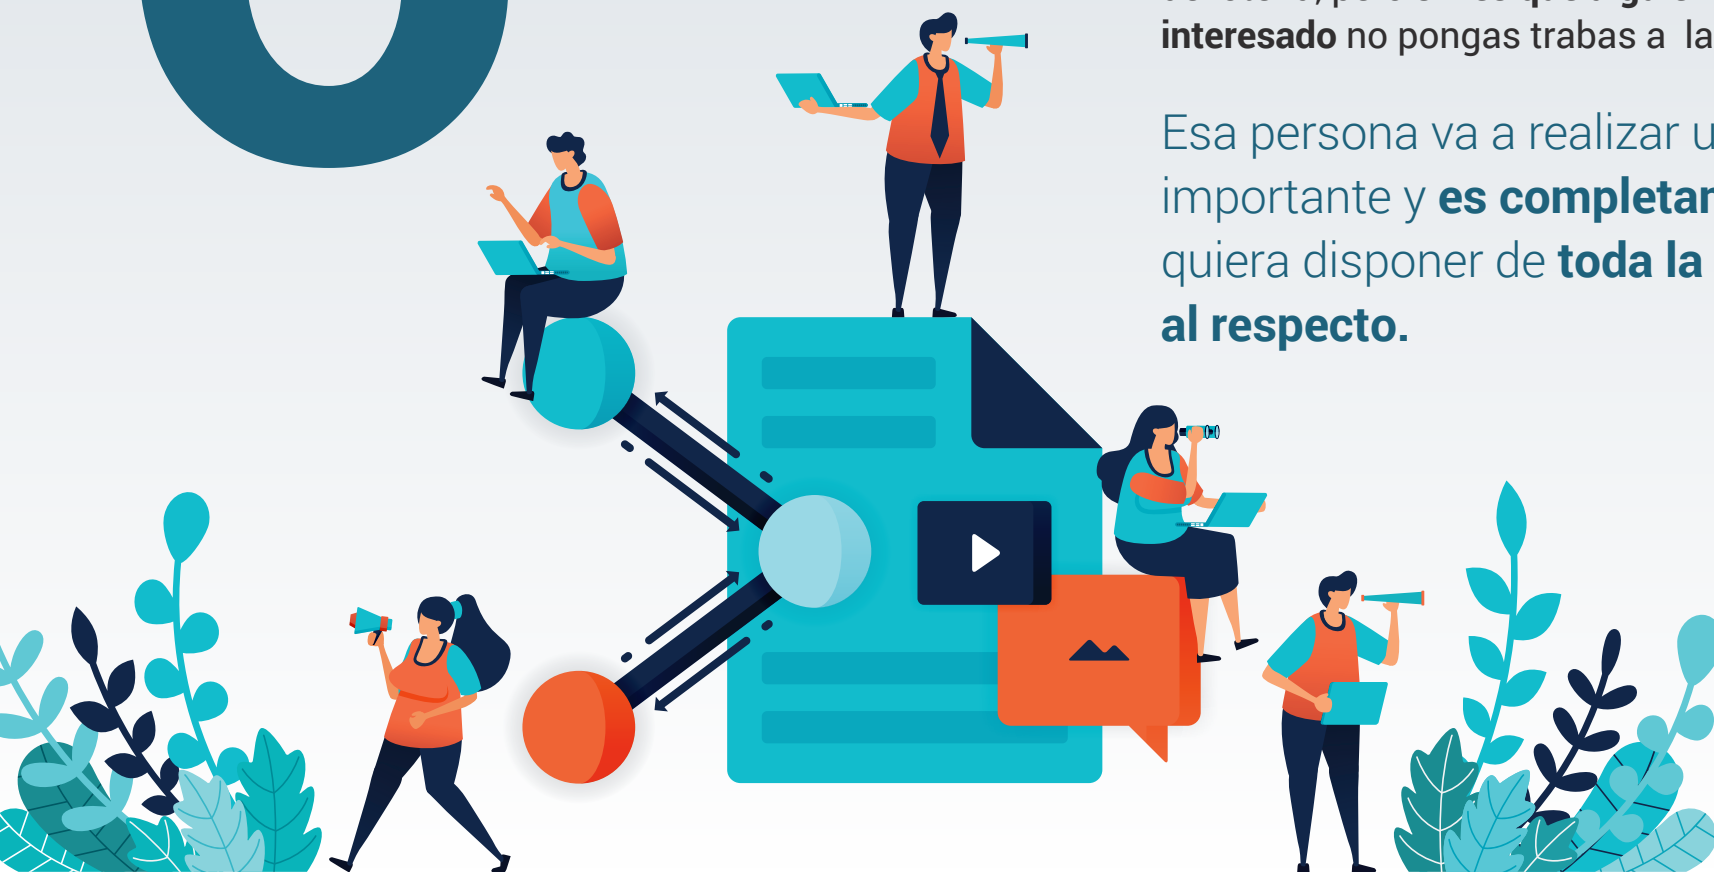 interesado no pongas trabas a la
Esa persona va a realizar u
importante y es completar
quiera disponer de toda la
al respecto.